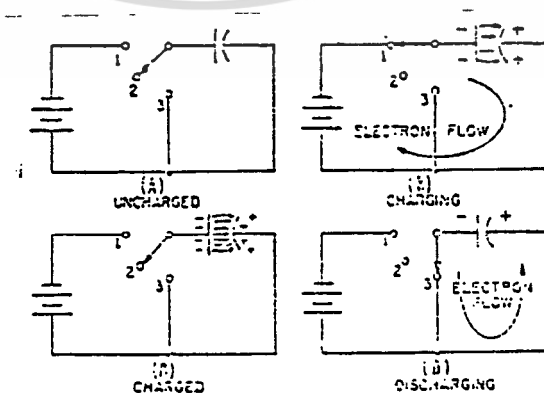 1
2
3
(A)
UNCHARGED
- +
- +
1
2
3
ELECTRON FLOW
CHARGING
1
2
3
CHARGED
- +
1
2
3
ELECTRON
FLOW
DISCHARGING